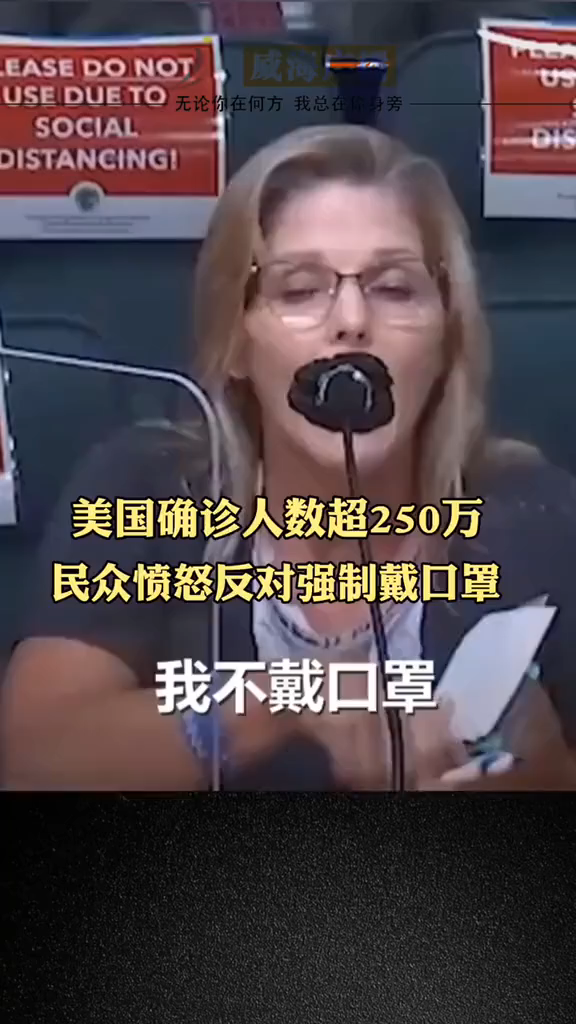 LEASE DO NOT
USE DUE TO
SOCIAL
DISTANCING!
US
DIS
威海
无论你在何方 我总在你身旁
美国确诊人数超250万
民众愤怒反对强制戴口罩
我不戴口罩